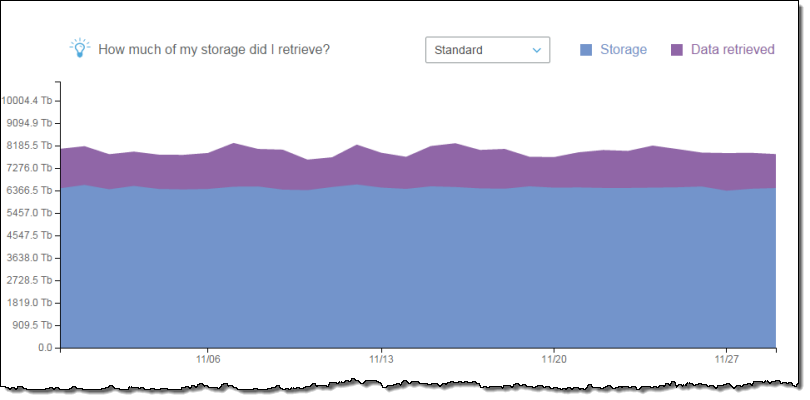 How much of my storage did I retrieve?
Standard
Storage
Data retrieved
10004.4 Tb
9094.9 Tb
8185.5 Tb
7276.0 Tb
6366.5 Tb
5457.0 Tb
4547.5 Tb
3638.0 Tb
2728.5 Tb
1819.0 Tb
909.5 Tb
0.0
11/06
11/13
11/20
11/27